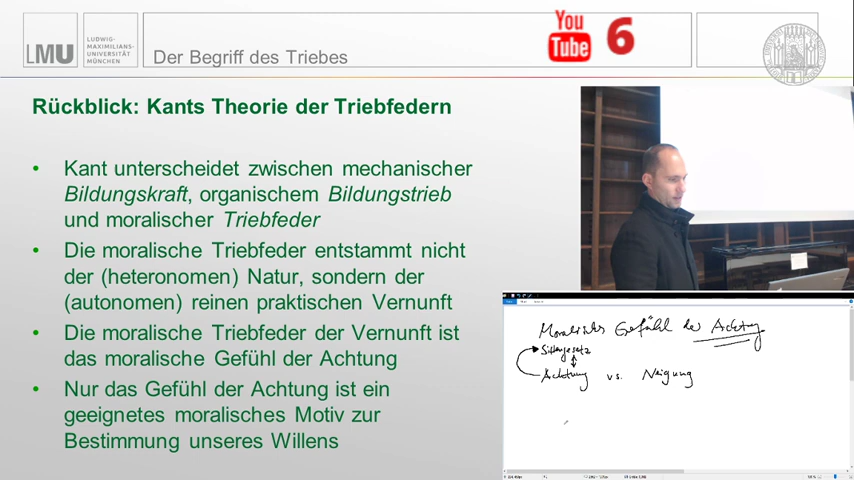 LMU
LUDWIG-
MAXIMILIANS-
UNIVERSITÄT
MÜNCHEN
Der Begriff des Triebes
You
Tube
6
Rückblick: Kants Theorie der Triebfedern
• Kant unterscheidet zwischen mechanischer
Bildungskraft, organischem Bildungstrieb
und moralischer Triebfeder
• Die moralische Triebfeder entstammt nicht
der (heteronomen) Natur, sondern der
(autonomen) reinen praktischen Vernunft
• Die moralische Triebfeder der Vernunft ist
das moralische Gefühl der Achtung
• Nur das Gefühl der Achtung ist ein
geeignetes moralisches Motiv zur
Bestimmung unseres Willens
Moralisches Gefühl der Achtung
Sittengesetz
Achtung vs. Neigung